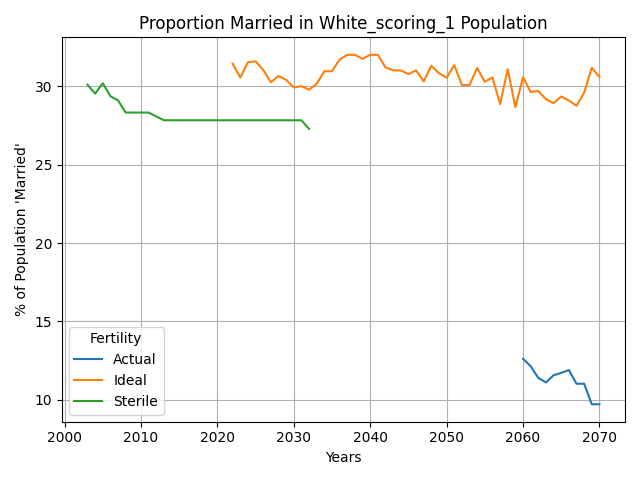 Proportion Married in White_scoring_1 Population
% of Population 'Married'
30
25
20
15
10
Fertility
Actual
Ideal
Sterile
2000 2010 2020 2030 2040 2050 2060 2070
Years